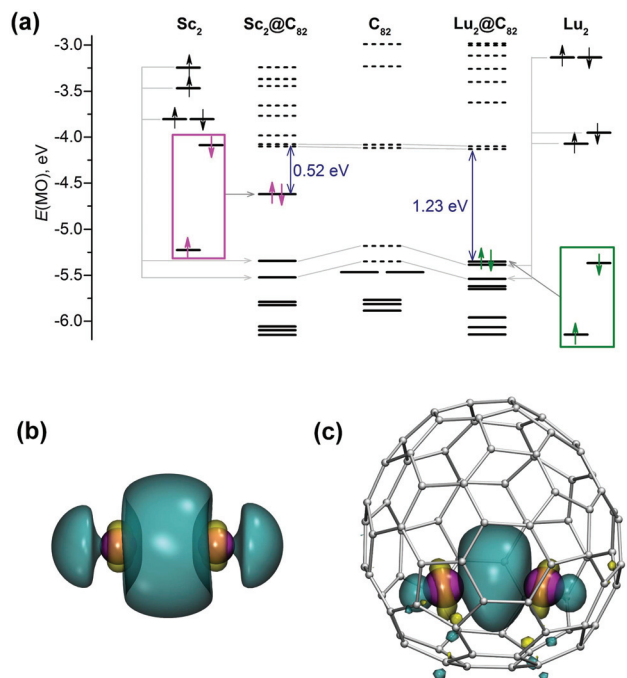 (a)
Sc₂ Sc₂@C₈₂ C₈₂ Lu₂@C₈₂ Lu₂
-3.0
-3.5
-4.0
-4.5
-5.0
-5.5
-6.0
E(MO), eV
0.52 eV
1.23 eV
(b)
(c)